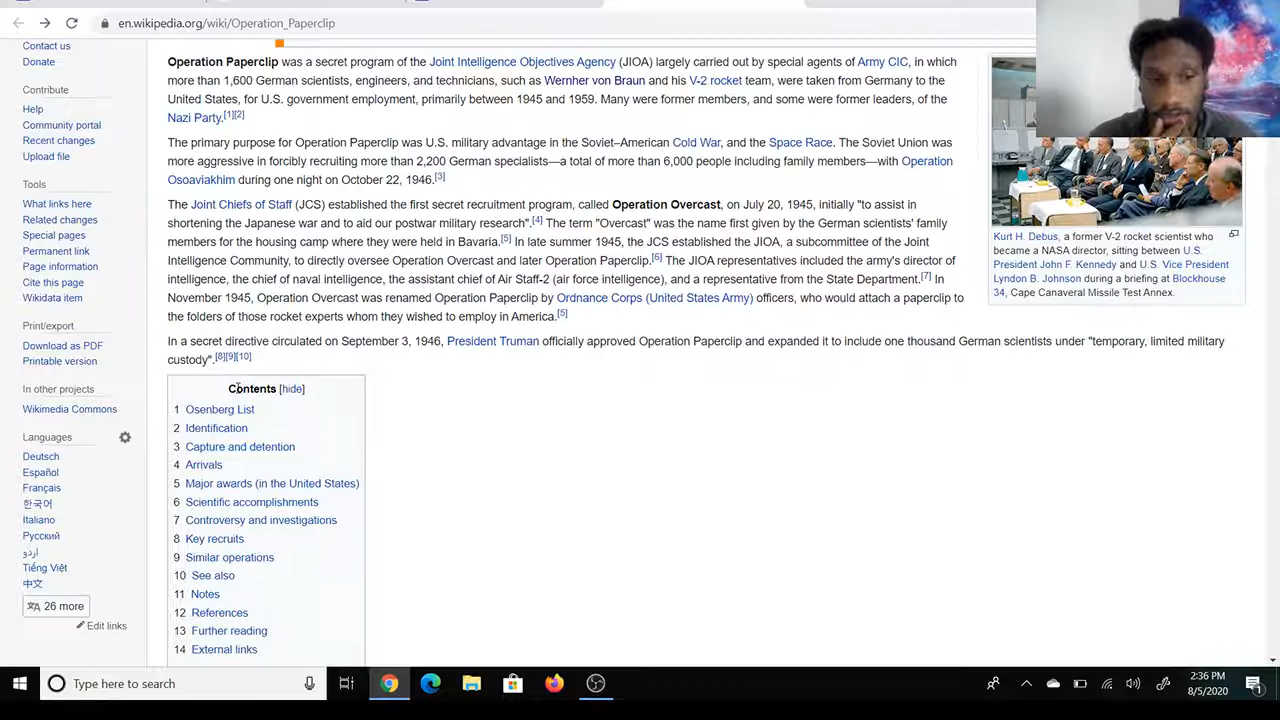 en.wikipedia.org/wiki/Operation_Paperclip
Contact us
Donate
Contribute
Help
Community portal
Recent changes
Upload file
Tools
What links here
Related changes
Special pages
Permanent link
Page information
Cite this page
Wikidata item
Print/export
Download as PDF
Printable version
In other projects
Wikimedia Commons
Languages
Deutsch
Español
Français
한국어
Italiano
Русский
اردو
Tiếng Việt
中文
26 more
Edit links
Operation Paperclip was a secret program of the Joint Intelligence Objectives Agency (JIOA) largely carried out by special agents of Army CIC, in which
more than 1,600 German scientists, engineers, and technicians, such as Wernher von Braun and his V-2 rocket team, were taken from Germany to the
United States, for U.S. government employment, primarily between 1945 and 1959. Many were former members, and some were former leaders, of the
Nazi Party.[1][2]
The primary purpose for Operation Paperclip was U.S. military advantage in the Soviet–American Cold War, and the Space Race. The Soviet Union was
more aggressive in forcibly recruiting more than 2,200 German specialists—a total of more than 6,000 people including family members—with Operation
Osoaviakhim during one night on October 22, 1946.[3]
The Joint Chiefs of Staff (JCS) established the first secret recruitment program, called Operation Overcast, on July 20, 1945, initially "to assist in
shortening the Japanese war and to aid our postwar military research".[4] The term "Overcast" was the name first given by the German scientists' family
members for the housing camp where they were held in Bavaria.[5] In late summer 1945, the JCS established the JIOA, a subcommittee of the Joint
Intelligence Community, to directly oversee Operation Overcast and later Operation Paperclip.[6] The JIOA representatives included the army's director of
intelligence, the chief of naval intelligence, the assistant chief of Air Staff-2 (air force intelligence), and a representative from the State Department.[7] In
November 1945, Operation Overcast was renamed Operation Paperclip by Ordnance Corps (United States Army) officers, who would attach a paperclip to
the folders of those rocket experts whom they wished to employ in America.[5]
In a secret directive circulated on September 3, 1946, President Truman officially approved Operation Paperclip and expanded it to include one thousand German scientists under "temporary, limited military
custody".[8][9][10]
Kurt H. Debus, a former V-2 rocket scientist who
became a NASA director, sitting between U.S.
President John F. Kennedy and U.S. Vice President
Lyndon B. Johnson during a briefing at Blockhouse
34, Cape Canaveral Missile Test Annex.
Contents [hide]
1 Osenberg List
2 Identification
3 Capture and detention
4 Arrivals
5 Major awards (in the United States)
6 Scientific accomplishments
7 Controversy and investigations
8 Key recruits
9 Similar operations
10 See also
11 Notes
12 References
13 Further reading
14 External links
Type here to search
2:36 PM
8/5/2020
1